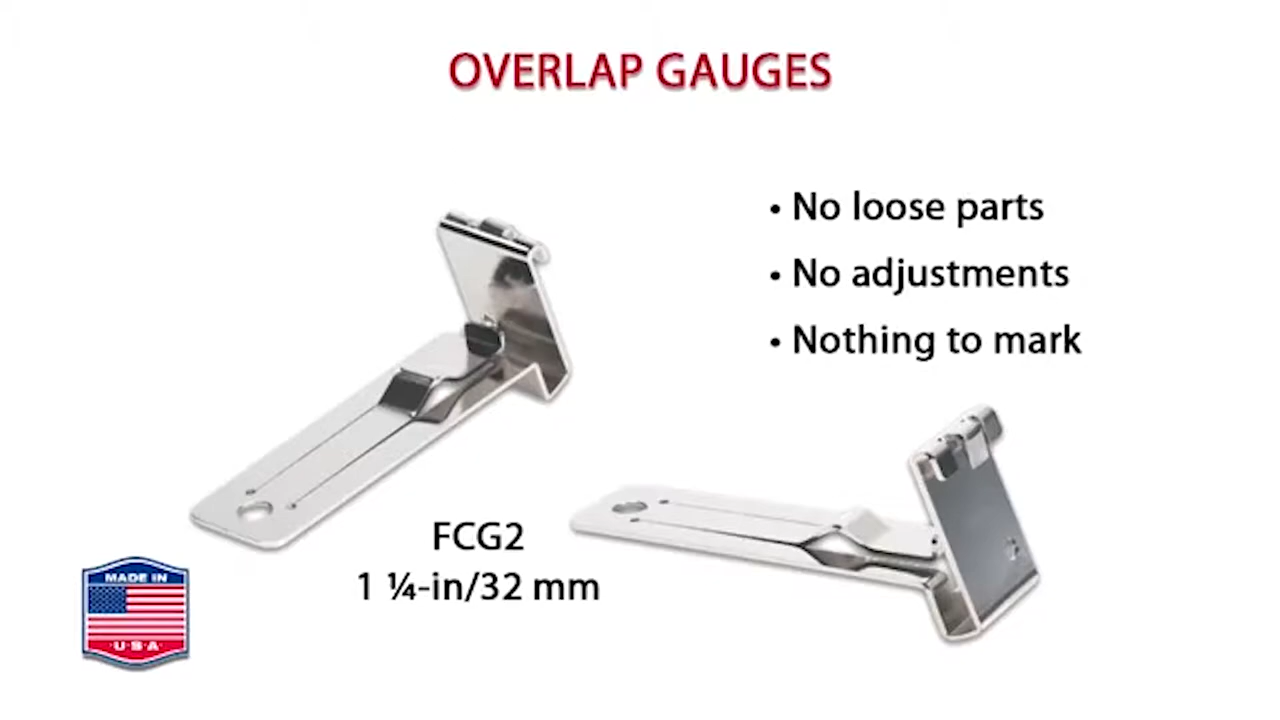 OVERLAP GAUGES
• No loose parts
• No adjustments
• Nothing to mark
FCG2
1 ¼-in/32 mm
MADE IN
U·S·A